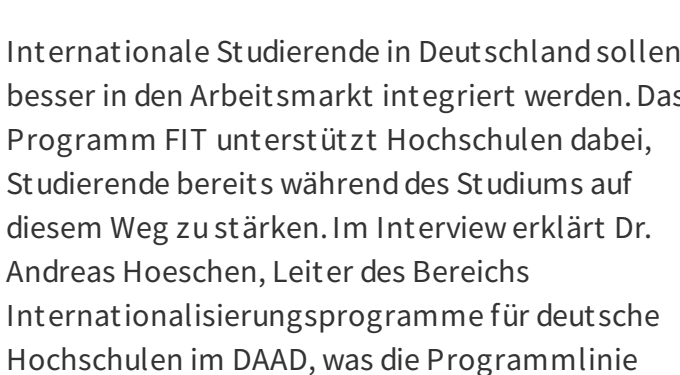 Internationale Studierende in Deutschland sollen
besser in den Arbeitsmarkt integriert werden. Das
Programm FIT unterstützt Hochschulen dabei,
Studierende bereits während des Studiums auf
diesem Weg zu stärken. Im Interview erklärt Dr.
Andreas Hoeschen, Leiter des Bereichs
Internationalisierungsprogramme für deutsche
Hochschulen im DAAD, was die Programmlinie